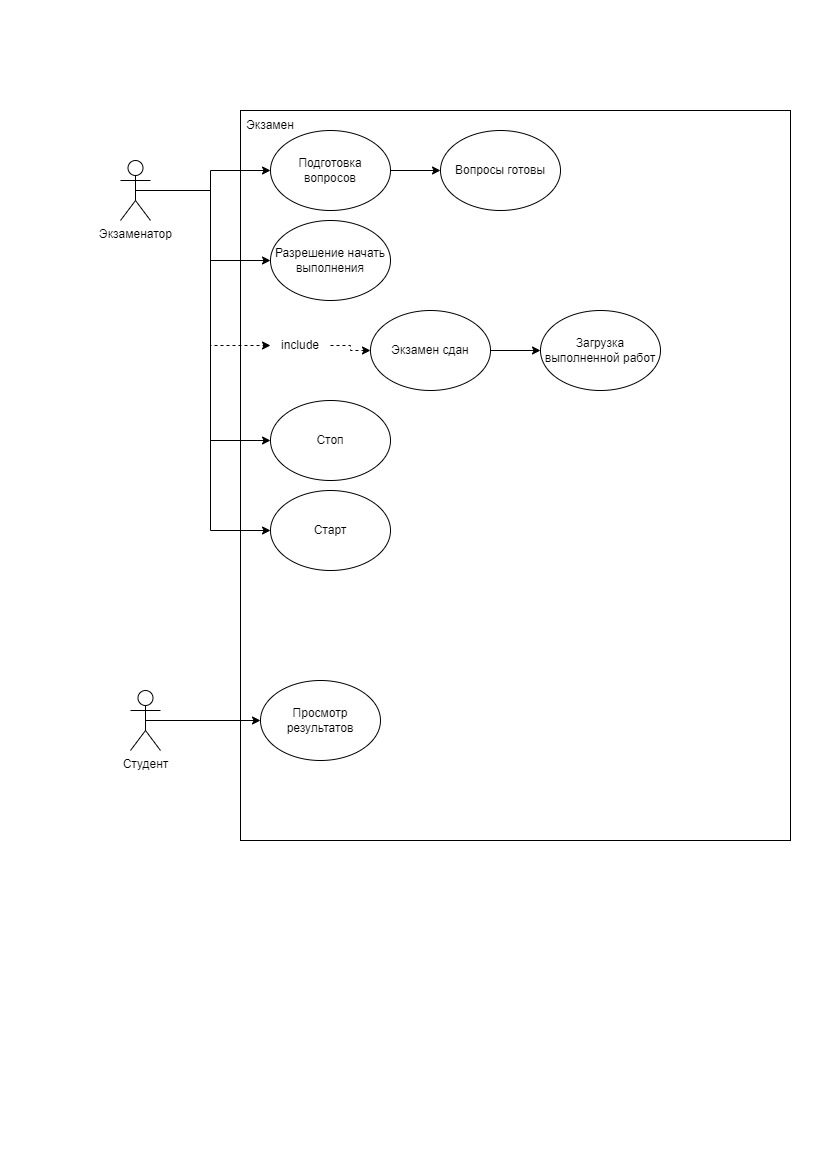 Экзамен
Подготовка
вопросов
Вопросы готовы
Экзаменатор
Разрешение начать
выполнения
include
Экзамен сдан
Загрузка
выполненной работ
Стоп
Старт
Просмотр
результатов
Студент